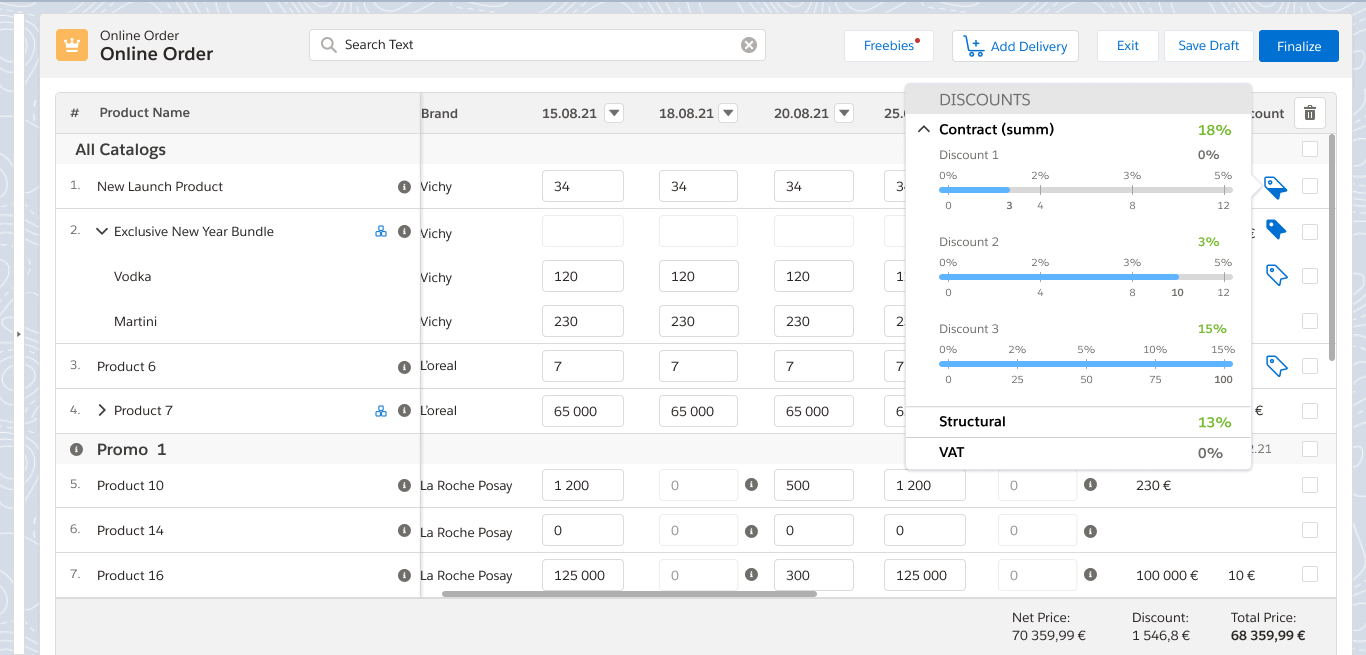 Online Order
Online Order
Search Text
Freebies
Add Delivery
Exit
Save Draft
Finalize
# Product Name Brand 15.08.21 18.08.21 20.08.21
All Catalogs
1. New Launch Product Vichy 34 34 34
2. Exclusive New Year Bundle Vichy €
Vodka Vichy 120 120 120
Martini Vichy 230 230 230
3. Product 6 L'oreal 7 7 7 7
4. Product 7 L'oreal 65 000 65 000 65 000 €
Promo 1
5. Product 10 La Roche Posay 1 200 0 500 1 200 0 230 €
6. Product 14 La Roche Posay 0 0 0 0 0
7. Product 16 La Roche Posay 125 000 0 300 125 000 0 100 000 € 10 €
DISCOUNTS
Contract (summ) 18%
Discount 1 0%
0% 2% 3% 5%
0 3 4 8 12
Discount 2 3%
0% 2% 3% 5%
0 4 8 10 12
Discount 3 15%
0% 2% 5% 10% 15%
0 25 50 75 100
Structural 13%
VAT 0%
Net Price: Discount: Total Price:
70 359,99 € 1 546,8 € 68 359,99 €